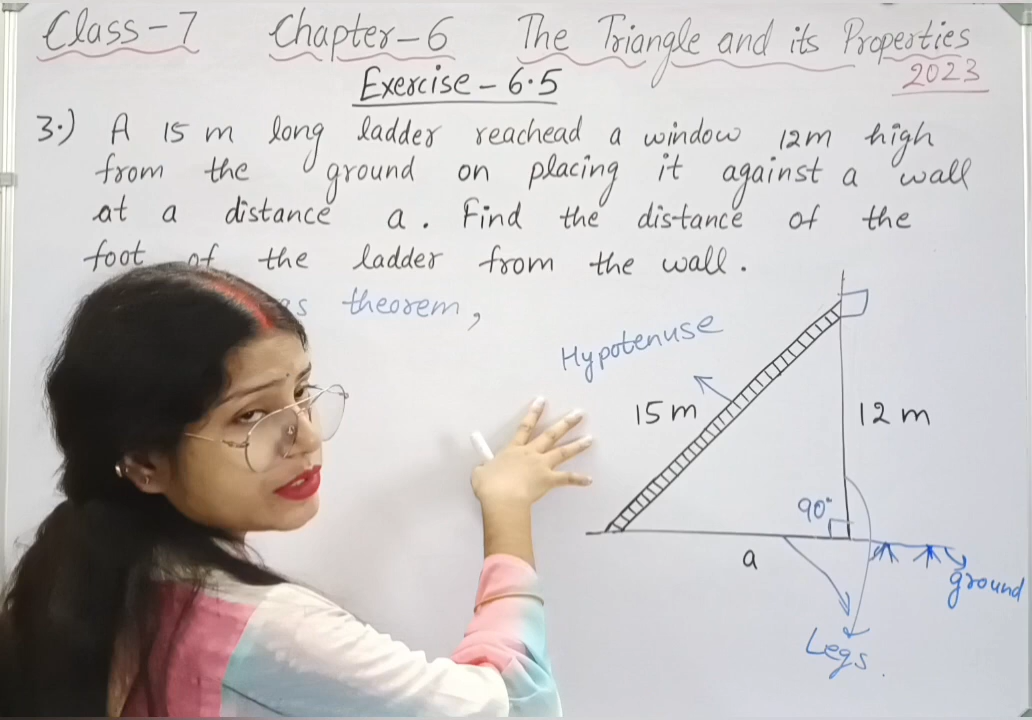 Class-7 Chapter-6 The Triangle and its Properties
2023
Exercise - 6.5
3.) A 15 m long ladder reachead a window 12m high
from the ground on placing it against a wall
at a distance a. Find the distance of the
foot of the ladder from the wall.
theorem,
Hypotenuse
15 m
12 m
90°
a
ground
Legs.